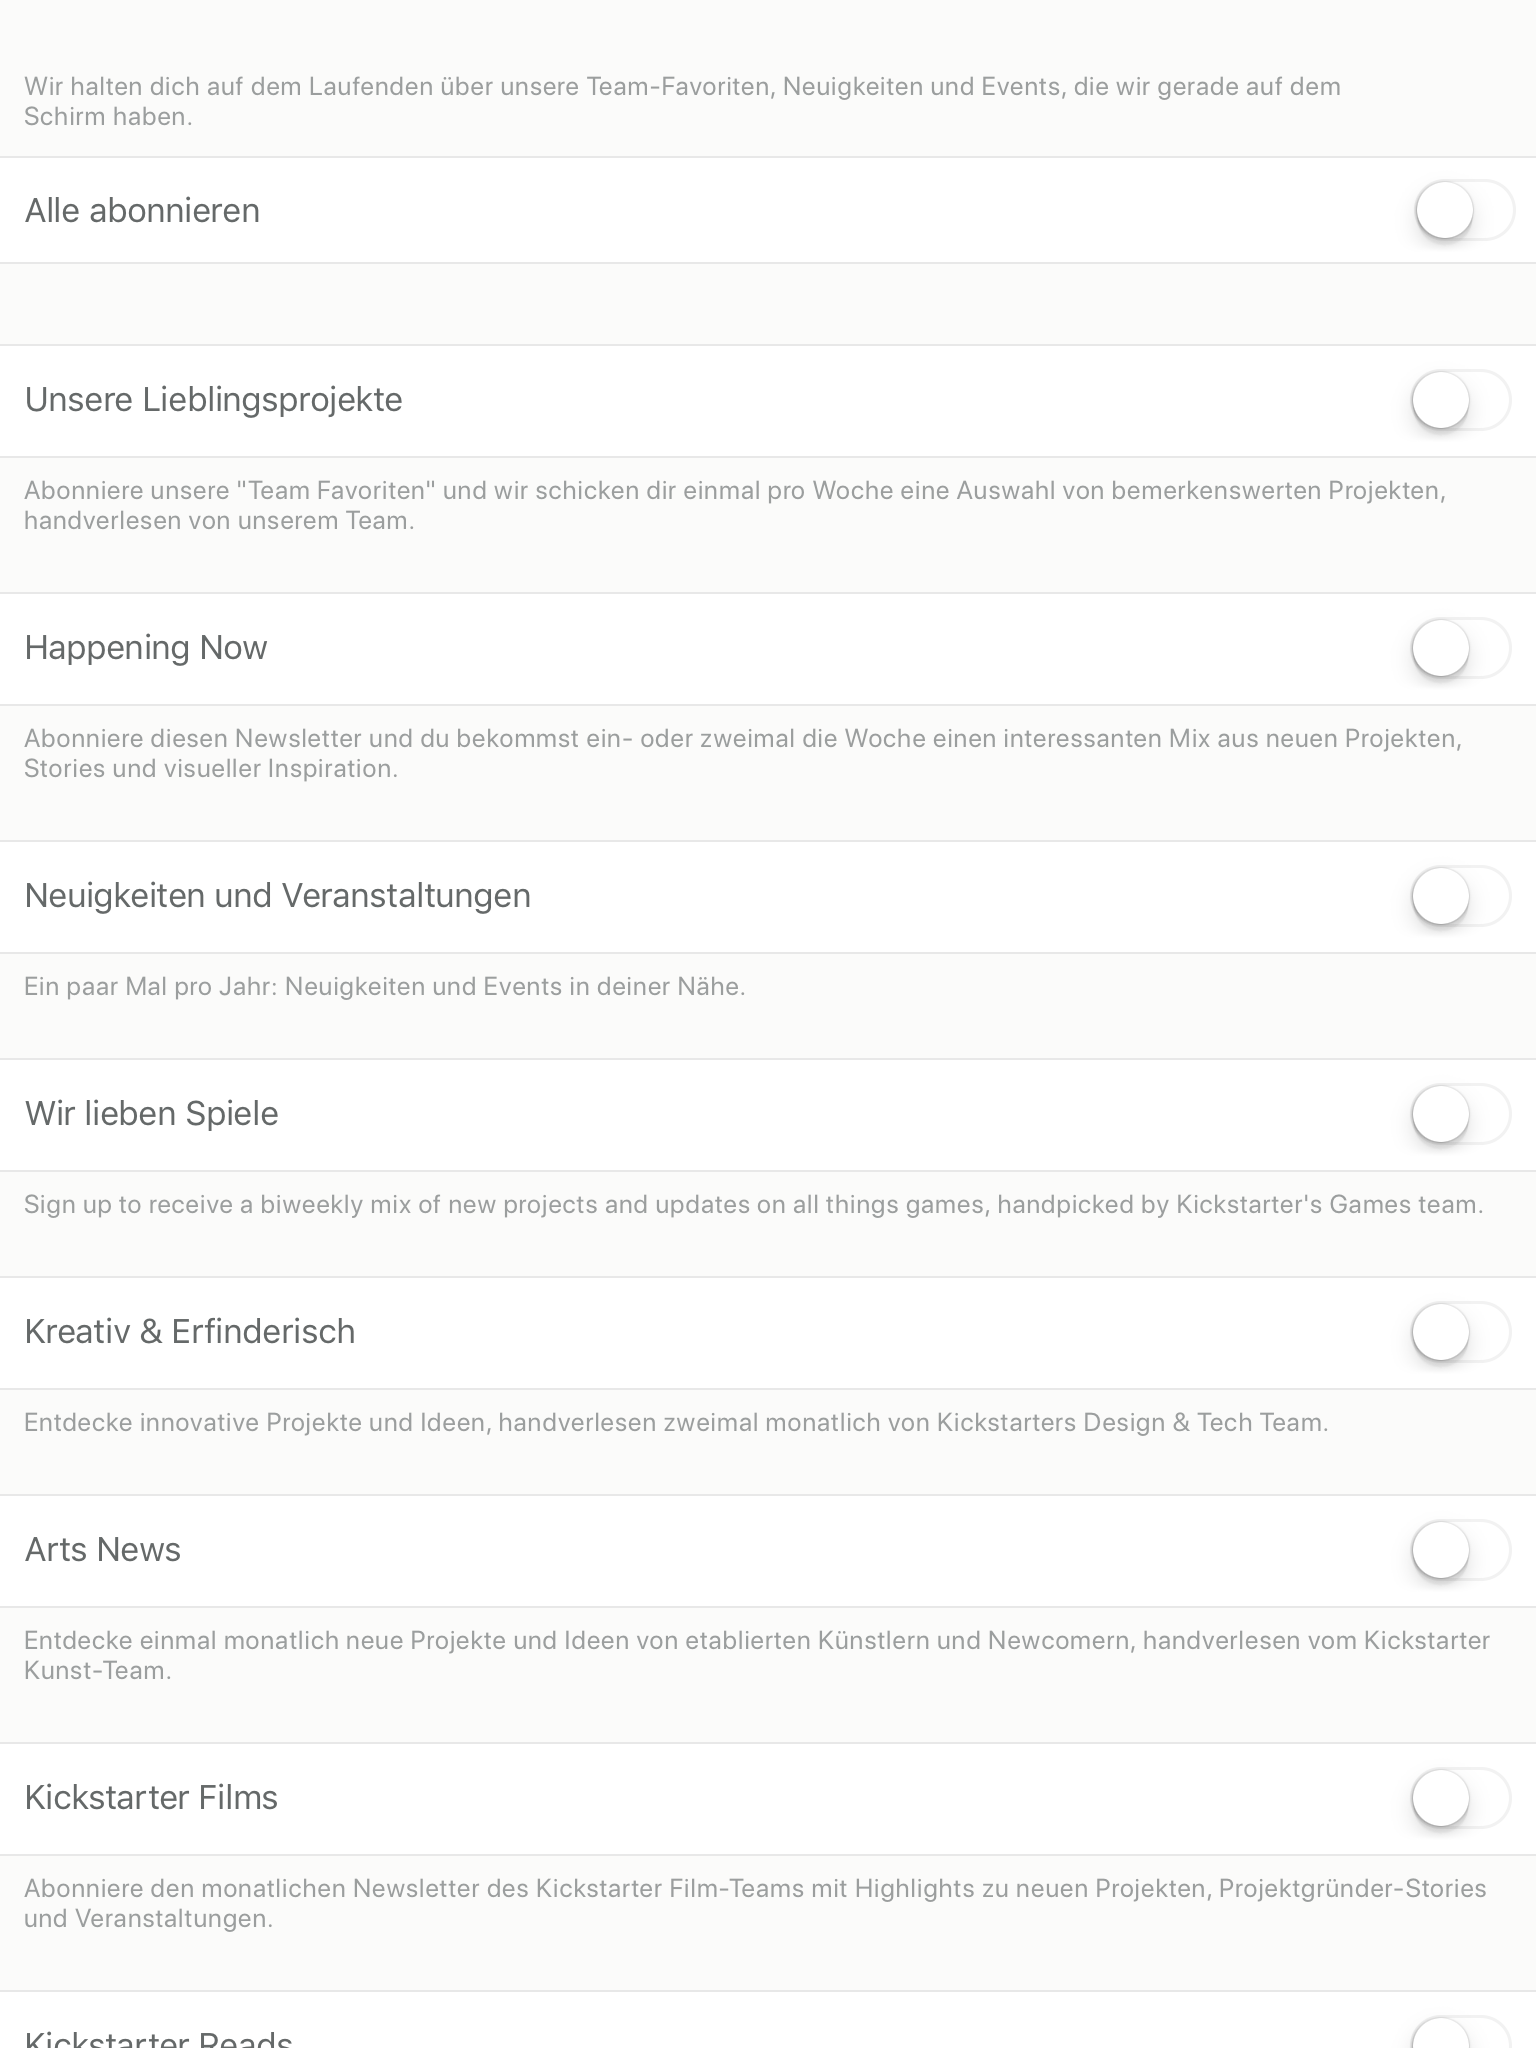 Wir halten dich auf dem Laufenden über unsere Team-Favoriten, Neuigkeiten und Events, die wir gerade auf dem
Schirm haben.
Alle abonnieren
Unsere Lieblingsprojekte
Abonniere unsere "Team Favoriten" und wir schicken dir einmal pro Woche eine Auswahl von bemerkenswerten Projekten,
handverlesen von unserem Team.
Happening Now
Abonniere diesen Newsletter und du bekommst ein- oder zweimal die Woche einen interessanten Mix aus neuen Projekten,
Stories und visueller Inspiration.
Neuigkeiten und Veranstaltungen
Ein paar Mal pro Jahr: Neuigkeiten und Events in deiner Nähe.
Wir lieben Spiele
Sign up to receive a biweekly mix of new projects and updates on all things games, handpicked by Kickstarter's Games team.
Kreativ & Erfinderisch
Entdecke innovative Projekte und Ideen, handverlesen zweimal monatlich von Kickstarters Design & Tech Team.
Arts News
Entdecke einmal monatlich neue Projekte und Ideen von etablierten Künstlern und Newcomern, handverlesen vom Kickstarter
Kunst-Team.
Kickstarter Films
Abonniere den monatlichen Newsletter des Kickstarter Film-Teams mit Highlights zu neuen Projekten, Projektgründer-Stories
und Veranstaltungen.
Kickstarter Reads